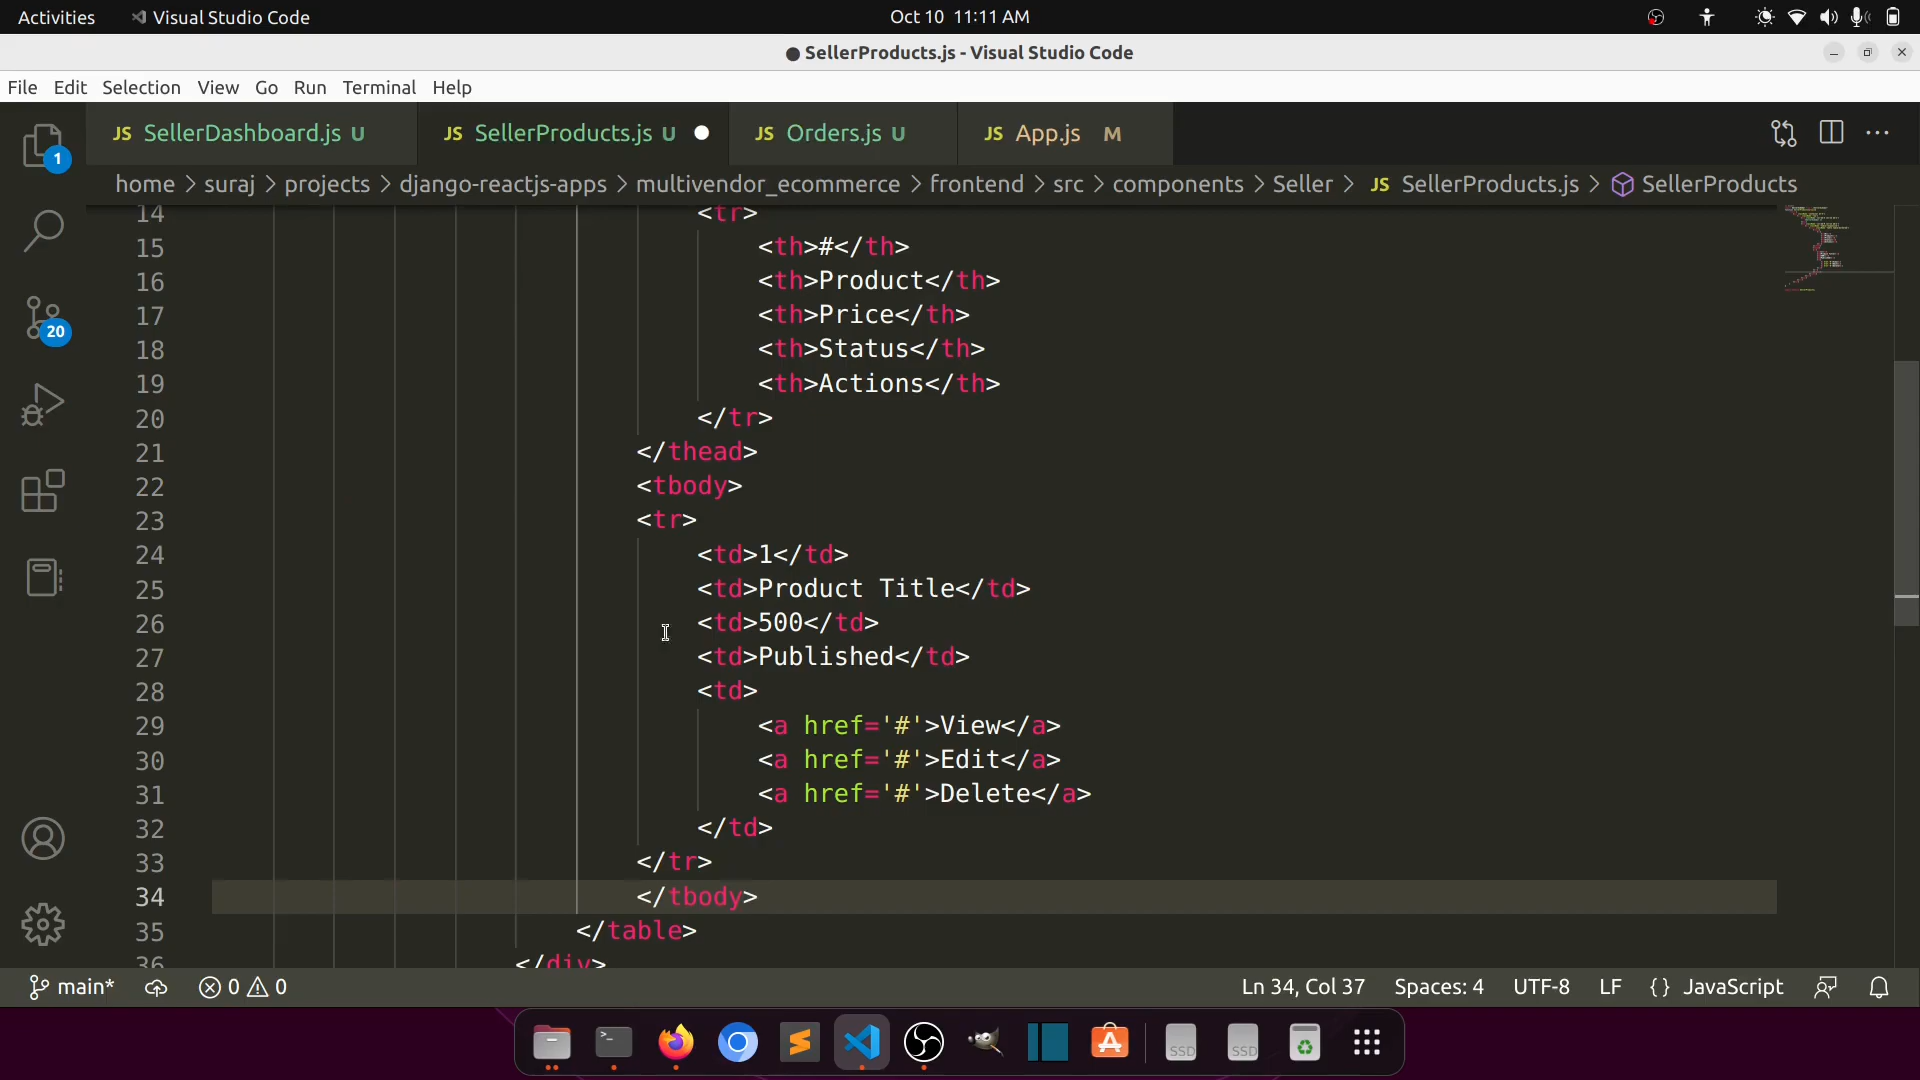 Activities Visual Studio Code Oct 10 11:11 AM
● SellerProducts.js - Visual Studio Code
File Edit Selection View Go Run Terminal Help
JS SellerDashboard.js U JS SellerProducts.js U JS Orders.js U JS App.js M
home > suraj > projects > django-reactjs-apps > multivendor_ecommerce > frontend > src > components > Seller > JS SellerProducts.js > SellerProducts
1
20
14 <tr>
15 <th>#</th>
16 <th>Product</th>
17 <th>Price</th>
18 <th>Status</th>
19 <th>Actions</th>
20 </tr>
21 </thead>
22 <tbody>
23 <tr>
24 <td>1</td>
25 <td>Product Title</td>
26 <td>500</td>
27 <td>Published</td>
28 <td>
29 <a href='#'>View</a>
30 <a href='#'>Edit</a>
31 <a href='#'>Delete</a>
32 </td>
33 </tr>
34 </tbody>
35 </table>
36 </div>
main* 0 0 Ln 34, Col 37 Spaces: 4 UTF-8 LF {} JavaScript
SSD SSD